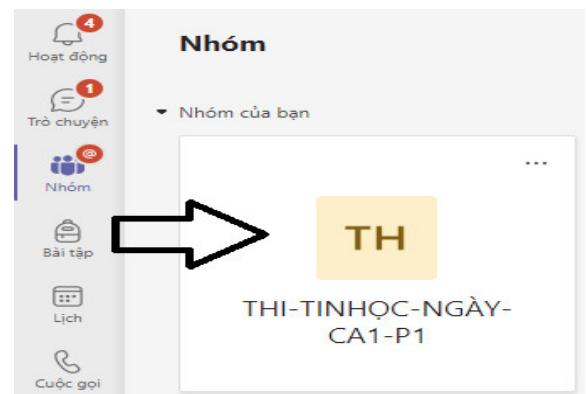 4
Hoạt động
1
Trò chuyện
@
Nhóm
Bài tập
Lịch
Cuộc gọi
Nhóm
Nhóm của bạn
...
TH
THI-TINHỌC-NGÀY-
CA1-P1